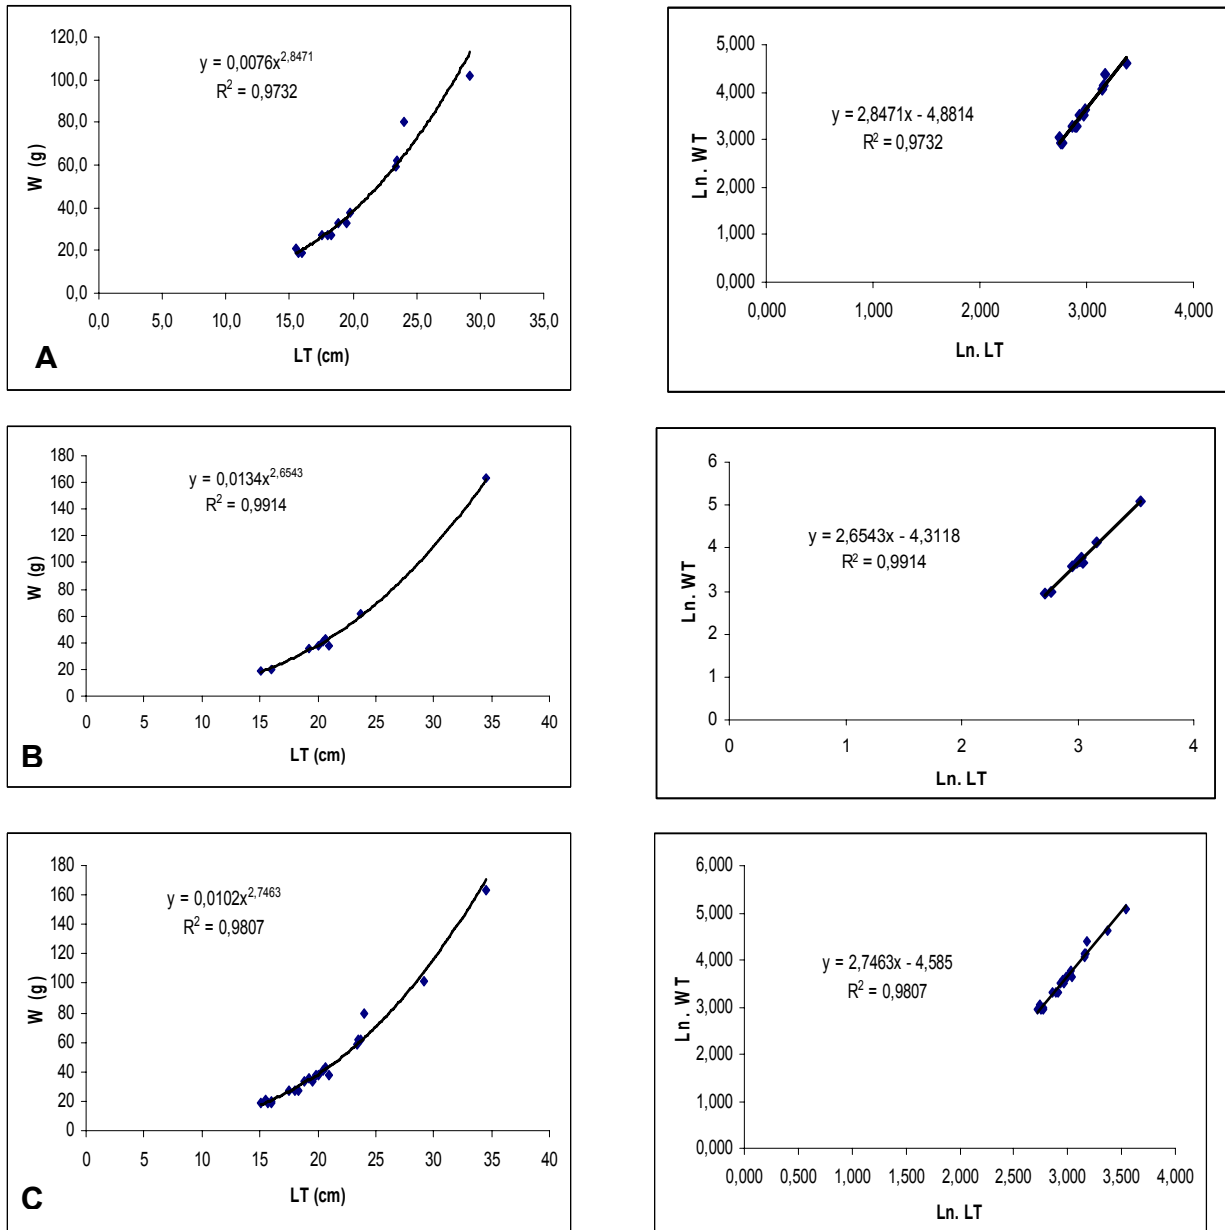 120,0
100,0
80,0
60,0
40,0
20,0
0,0
W (g)
y = 0,0076x^2,8471
R² = 0,9732
0,0 5,0 10,0 15,0 20,0 25,0 30,0 35,0
LT (cm)
A
5,000
4,000
3,000
2,000
1,000
0,000
Ln. WT
y = 2,8471x - 4,8814
R² = 0,9732
0,000 1,000 2,000 3,000 4,000
Ln. LT
180
160
140
120
100
80
60
40
20
0
W (g)
y = 0,0134x^2,6543
R² = 0,9914
0 5 10 15 20 25 30 35 40
LT (cm)
B
6
5
4
3
2
1
0
Ln. WT
y = 2,6543x - 4,3118
R² = 0,9914
0 1 2 3 4
Ln. LT
180
160
140
120
100
80
60
40
20
0
W (g)
y = 0,0102x^2,7463
R² = 0,9807
0 5 10 15 20 25 30 35 40
LT (cm)
C
6,000
5,000
4,000
3,000
2,000
1,000
0,000
Ln. WT
y = 2,7463x - 4,585
R² = 0,9807
0,000 0,500 1,000 1,500 2,000 2,500 3,000 3,500 4,000
Ln. LT